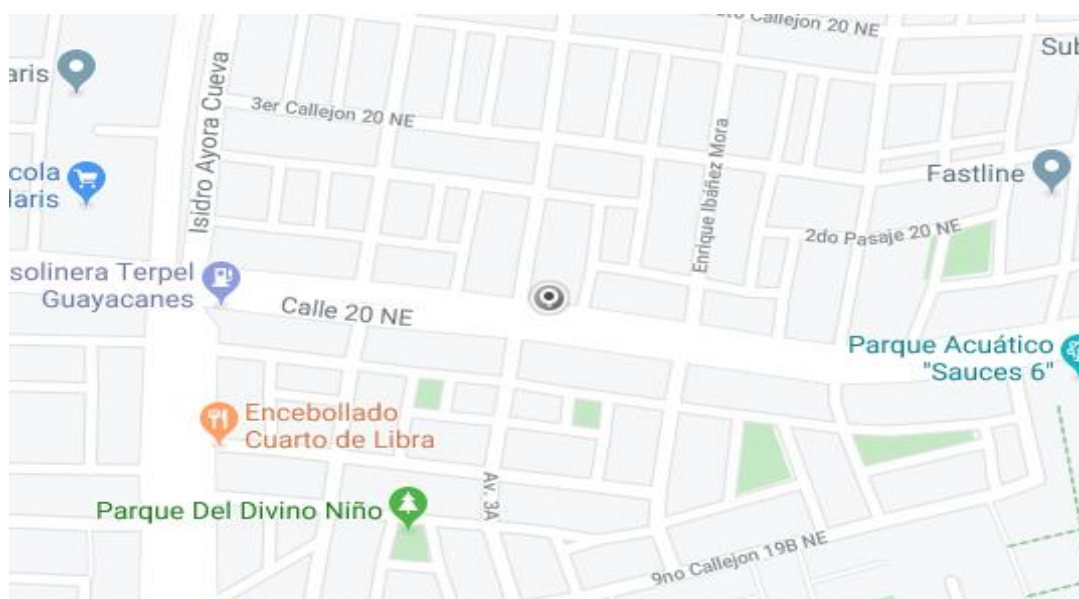 Callejon 20 NE
Sub
aris
3er Callejon 20 NE
Isidro Ayora Cueva
Enrique Ibáñez Mora
cola
laris
Fastline
2do Pasaje 20 NE
solinera Terpel
Guayacanes
Calle 20 NE
Parque Acuático
"Sauces 6"
Encebollado
Cuarto de Libra
Av. 3A
Parque Del Divino Niño
9no Callejon 19B NE